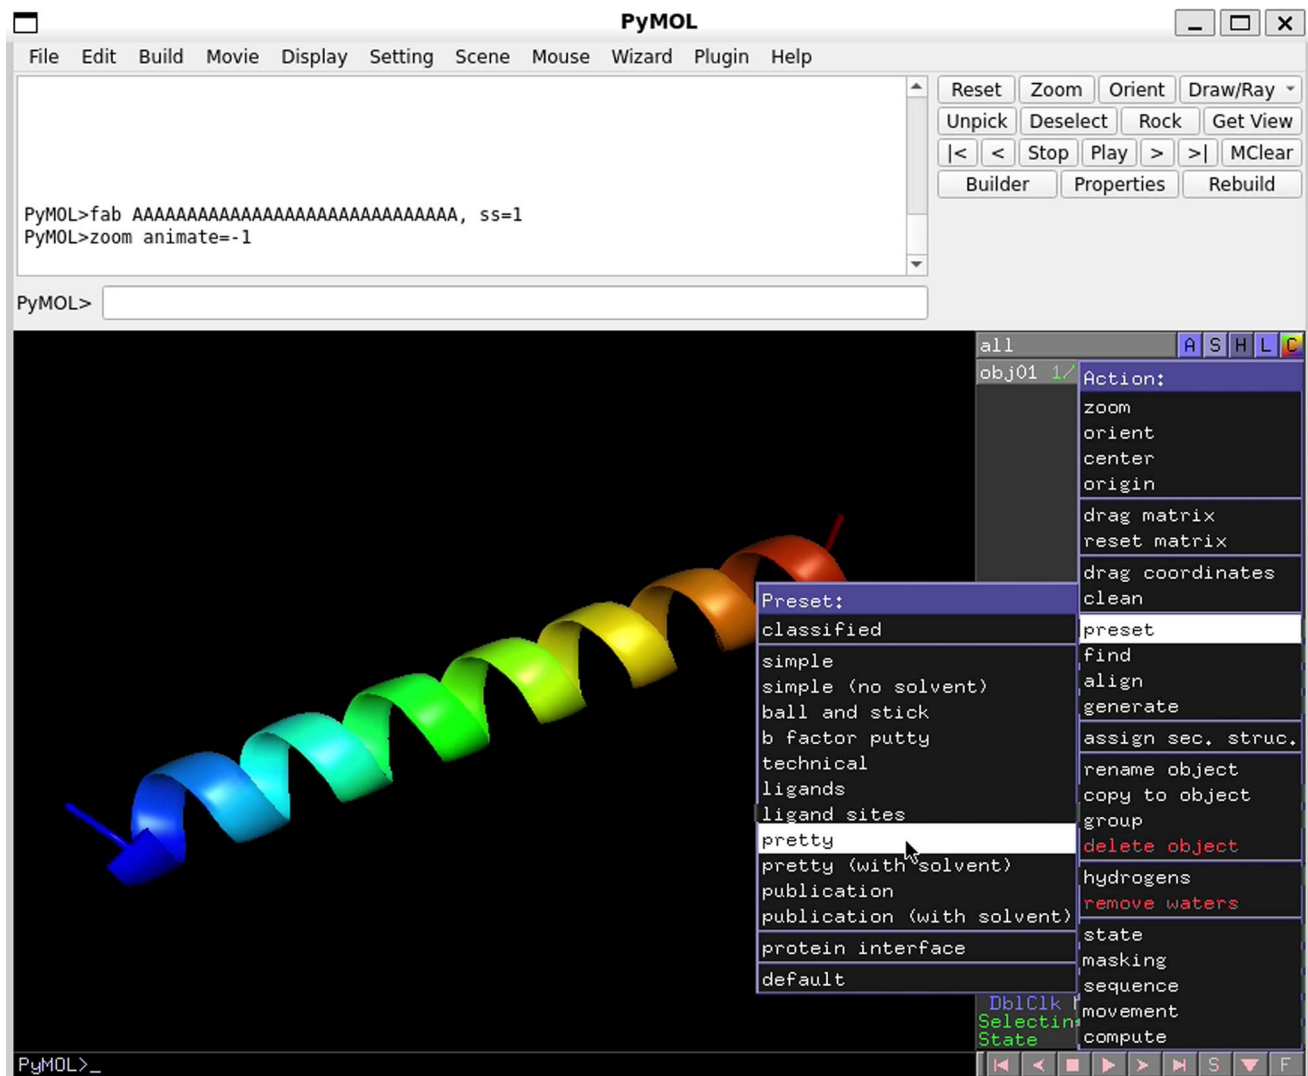 PyMOL
File Edit Build Movie Display Setting Scene Mouse Wizard Plugin Help
PyMOL>fab AAAAAAAAAAAAAAAAAAAAAAAAAAAAAA, ss=1
PyMOL>zoom animate=-1
PyMOL>
Reset Zoom Orient Draw/Ray
Unpick Deselect Rock Get View
|< < Stop Play > >| MClear
Builder Properties Rebuild
all A S H L C
obj01 1/
Action:
zoom
orient
center
origin
drag matrix
reset matrix
drag coordinates
clean
preset
find
align
generate
assign sec. struc.
rename object
copy to object
group
delete object
hydrogens
remove waters
state
masking
sequence
movement
compute
Preset:
classified
simple
simple (no solvent)
ball and stick
b factor putty
technical
ligands
ligand sites
pretty
pretty (with solvent)
publication
publication (with solvent)
protein interface
default
DblClk
Selectin
State
PyMOL>_
S F